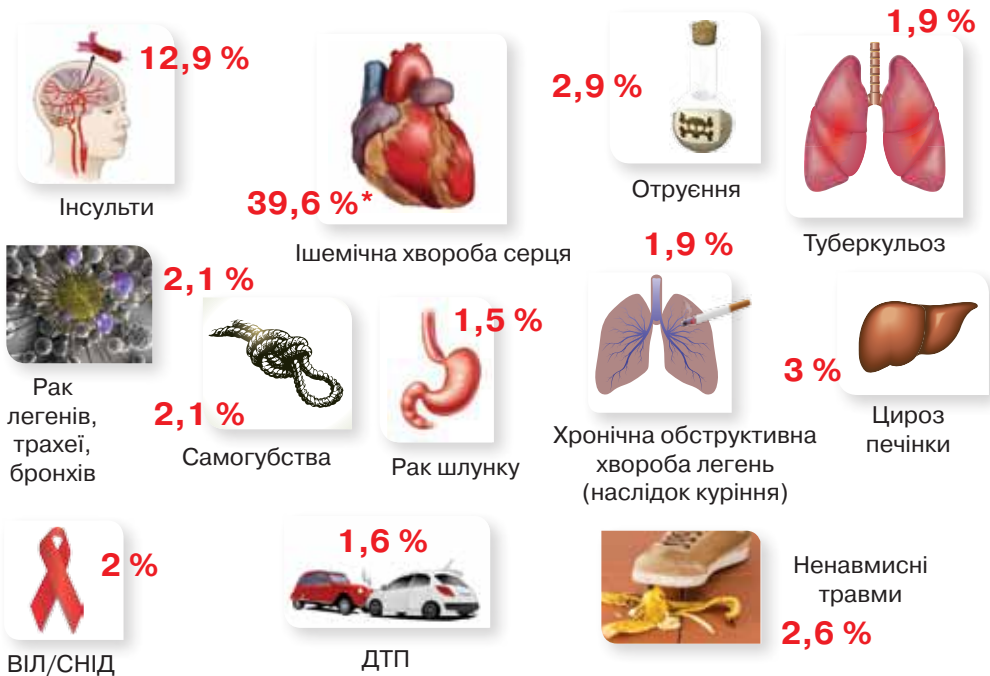 12,9 %
Інсульти
39,6 %*
Ішемічна хвороба серця
2,9 %
Отруєння
1,9 %
Туберкульоз
2,1 %
Рак
легенів,
трахеї,
бронхів
2,1 %
Самогубства
1,5 %
Рак шлунку
1,9 %
Хронічна обструктивна
хвороба легень
(наслідок куріння)
3 %
Цироз
печінки
2 %
ВІЛ/СНІД
1,6 %
ДТП
Ненавмисні
травми
2,6 %